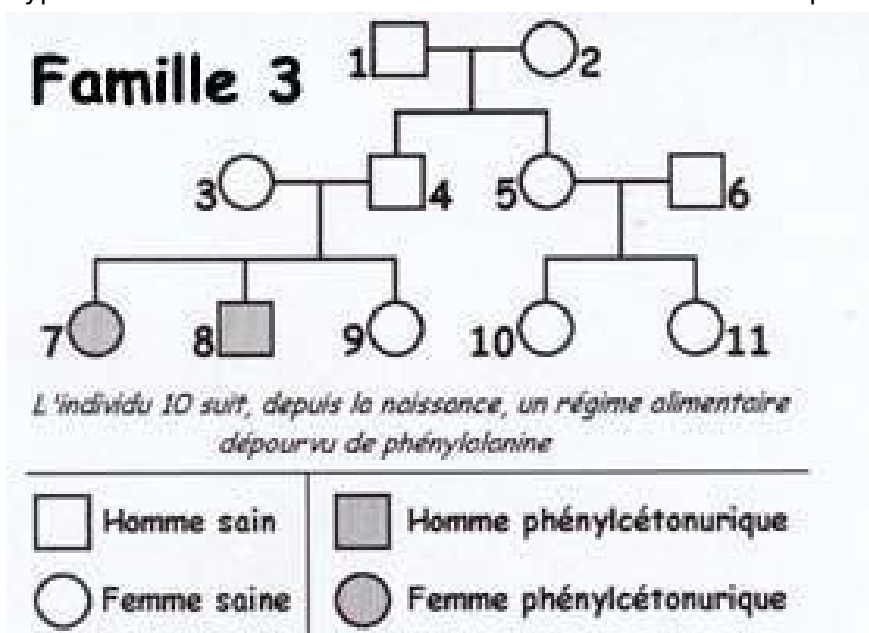 Famille 3
1 2
3 4 5 6
7 8 9 10 11
L'individu 10 suit, depuis la naissance, un régime alimentaire
dépourvu de phénylalanine
Homme sain
Homme phénylcétonurique
Femme saine
Femme phénylcétonurique